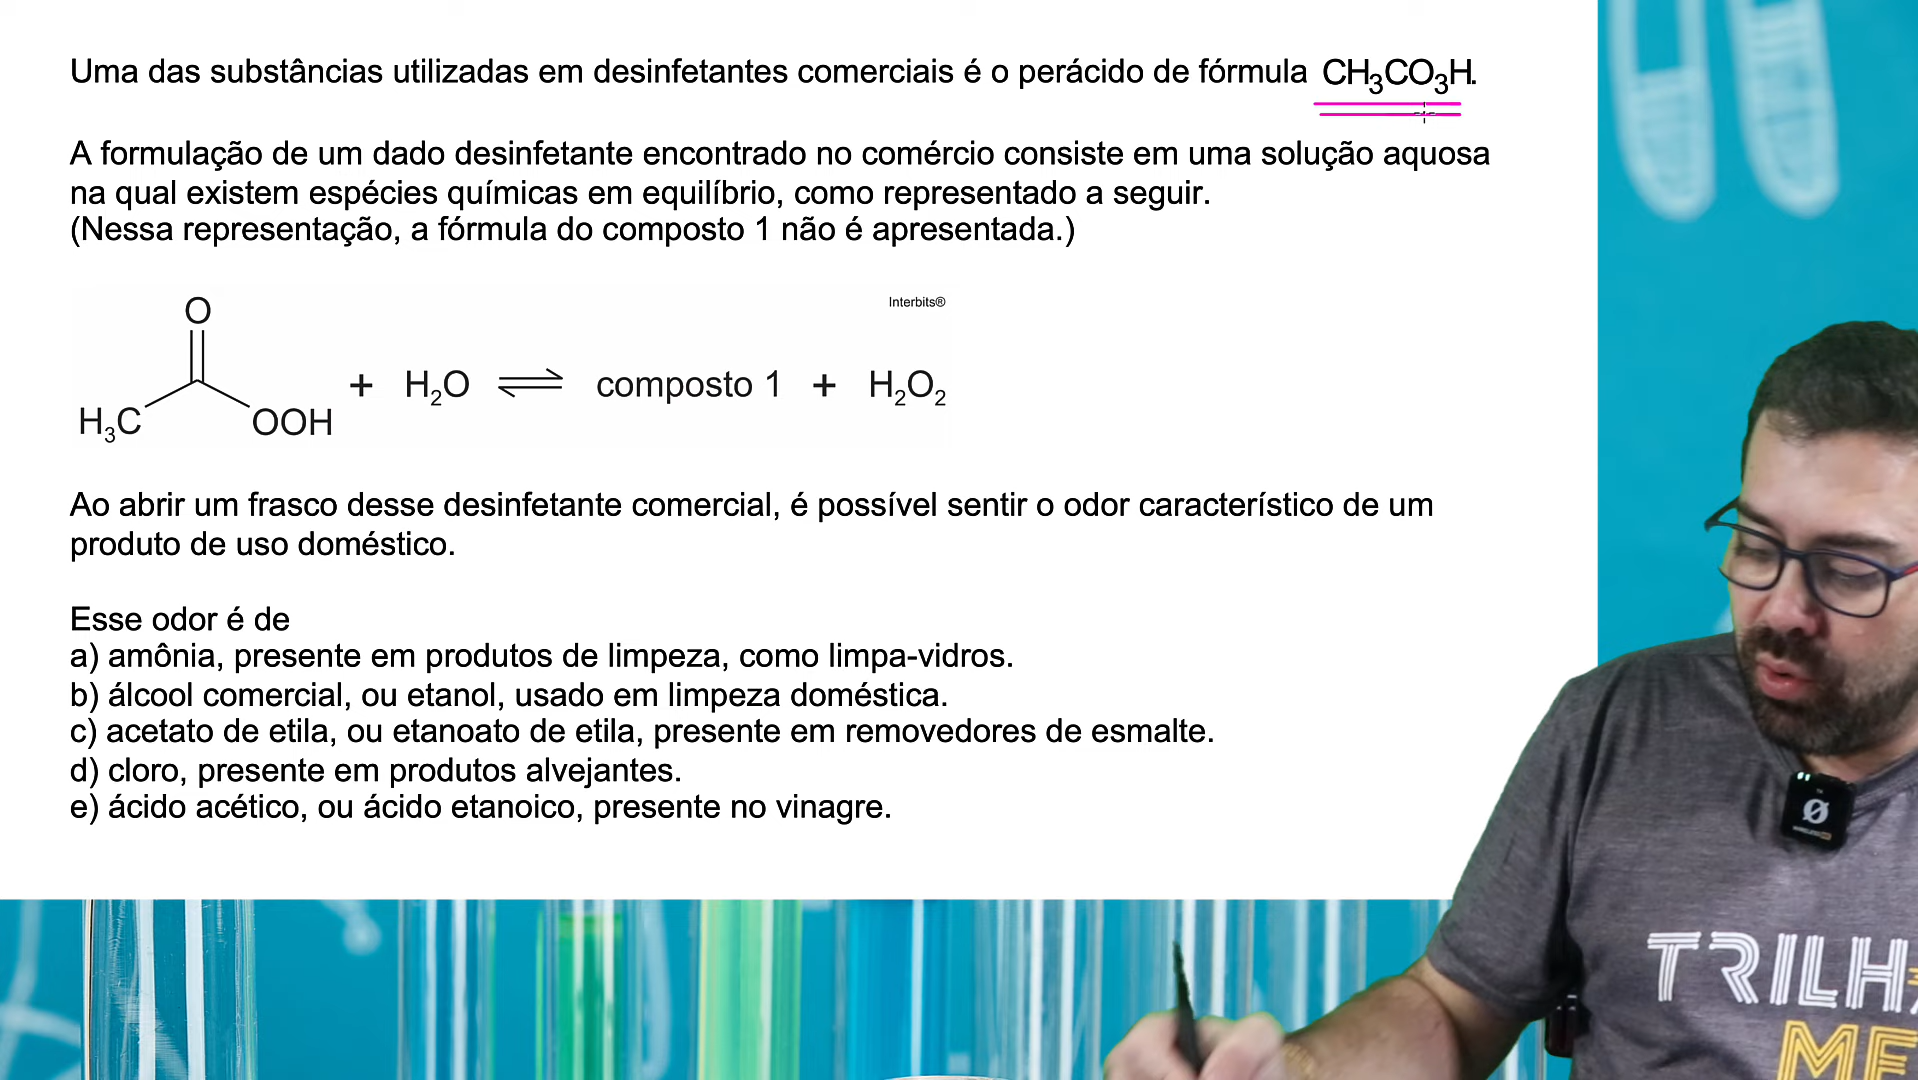 Uma das substâncias utilizadas em desinfetantes comerciais é o perácido de fórmula CH₃CO₃H.
A formulação de um dado desinfetante encontrado no comércio consiste em uma solução aquosa
na qual existem espécies químicas em equilíbrio, como representado a seguir.
(Nessa representação, a fórmula do composto 1 não é apresentada.)
Interbits®
O
H₃C OOH + H₂O ⇌ composto 1 + H₂O₂
Ao abrir um frasco desse desinfetante comercial, é possível sentir o odor característico de um
produto de uso doméstico.
Esse odor é de
a) amônia, presente em produtos de limpeza, como limpa-vidros.
b) álcool comercial, ou etanol, usado em limpeza doméstica.
c) acetato de etila, ou etanoato de etila, presente em removedores de esmalte.
d) cloro, presente em produtos alvejantes.
e) ácido acético, ou ácido etanoico, presente no vinagre.
TRILH
ME